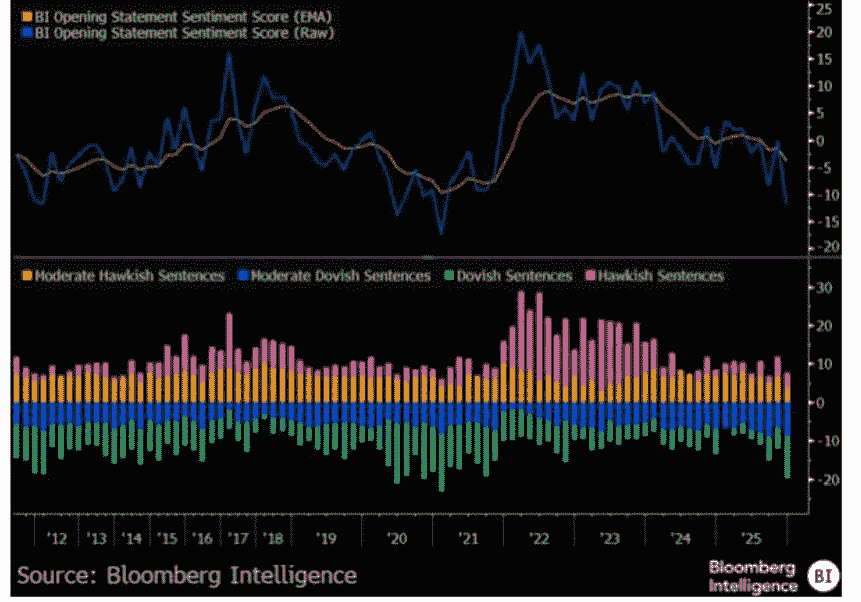 BI Opening Statement Sentiment Score (EMA)
BI Opening Statement Sentiment Score (Raw)
25
20
15
10
5
0
-5
-10
-15
-20
Moderate Hawkish Sentences Moderate Dovish Sentences Dovish Sentences Hawkish Sentences
30
20
10
0
-10
-20
'12 '13 '14 '15 '16 '17 '18 '19 '20 '21 '22 '23 '24 '25
Source: Bloomberg Intelligence
Bloomberg
Intelligence
BI